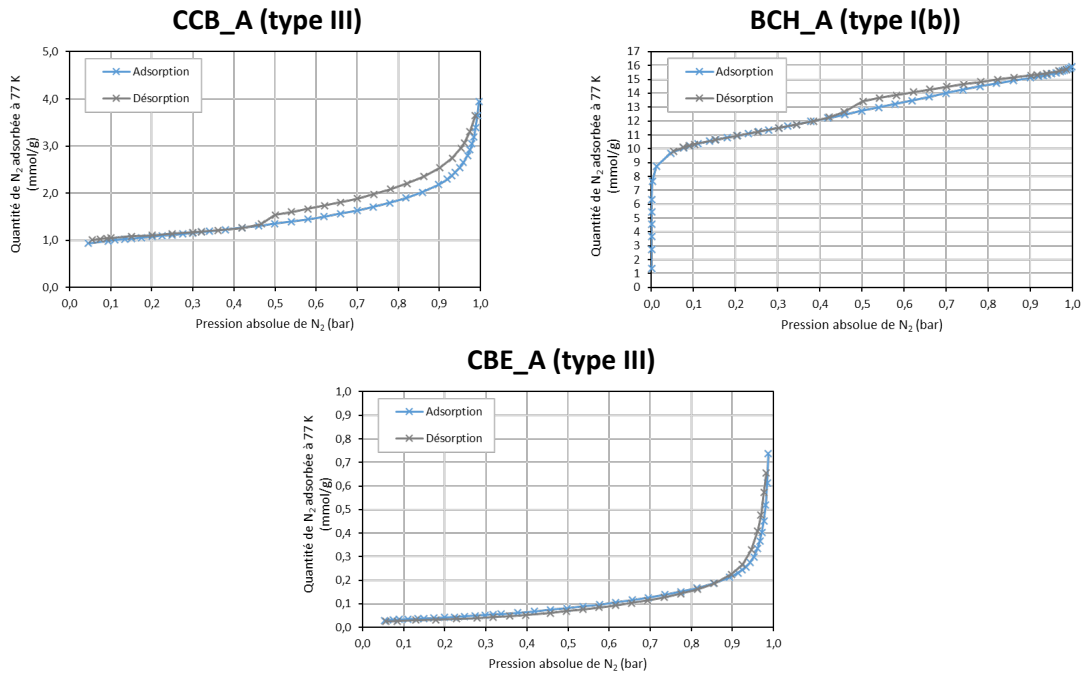 CCB_A (type III)
5,0
4,0
3,0
2,0
1,0
0,0
Quantité de N2 adsorbée à 77 K
(mmol/g)
Adsorption
Désorption
0,0 0,1 0,2 0,3 0,4 0,5 0,6 0,7 0,8 0,9 1,0
Pression absolue de N2 (bar)
BCH_A (type I(b))
17
16
15
14
13
12
11
10
9
8
7
6
5
4
3
2
1
0
Quantité de N2 adsorbée à 77 K
(mmol/g)
Adsorption
Désorption
0,0 0,1 0,2 0,3 0,4 0,5 0,6 0,7 0,8 0,9 1,0
Pression absolue de N2 (bar)
CBE_A (type III)
1,0
0,9
0,8
0,7
0,6
0,5
0,4
0,3
0,2
0,1
0,0
Quantité de N2 adsorbée à 77 K
(mmol/g)
Adsorption
Désorption
0,0 0,1 0,2 0,3 0,4 0,5 0,6 0,7 0,8 0,9 1,0
Pression absolue de N2 (bar)